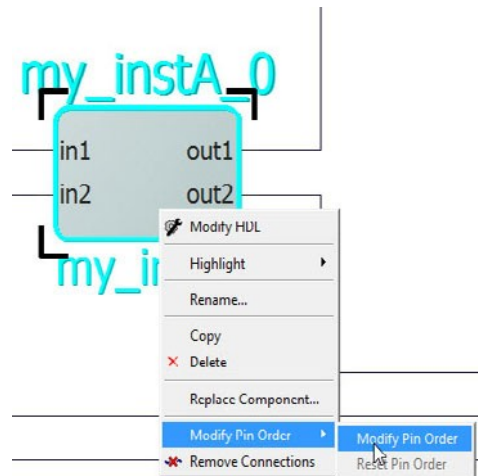 my_instA_0
in1 out1
in2 out2
my_in
Modify HDL
Highlight
Rename...
Copy
Delete
Replace Component...
Modify Pin Order
Modify Pin Order
Remove Connections
Reset Pin Order